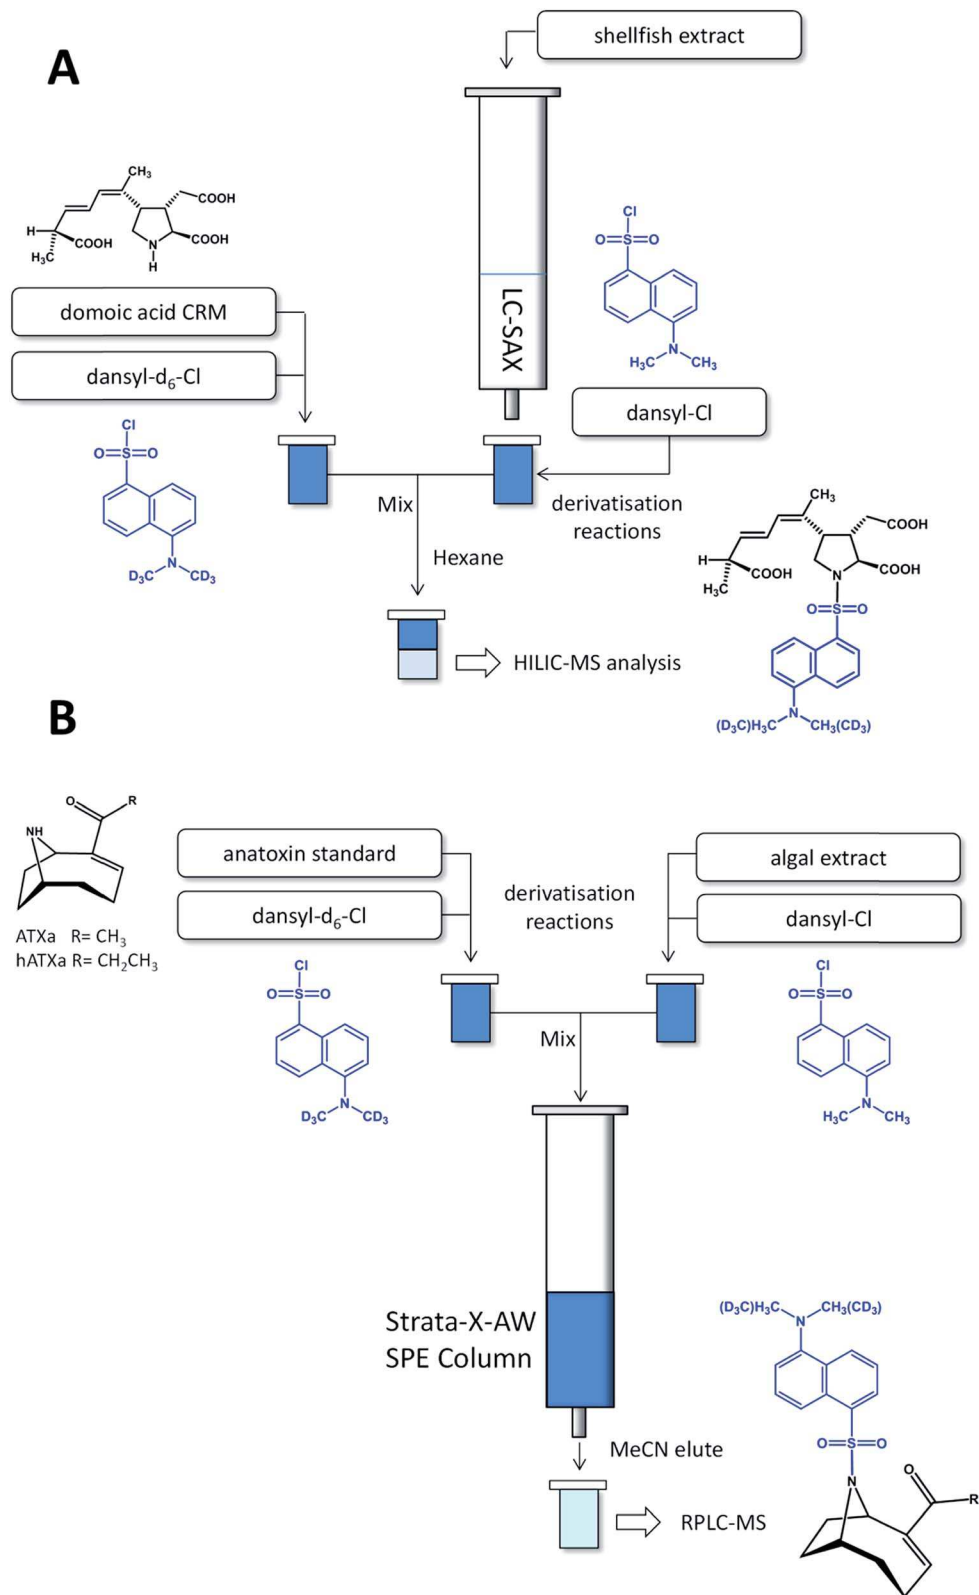 A
shellfish extract
CH3
COOH
COOH
COOH
H
H3C
N
H
domoic acid CRM
dansyl-d6-Cl
Cl
O=S=O
N
D3C
CD3
LC-SAX
Cl
O=S=O
N
H3C
CH3
dansyl-Cl
derivatisation
reactions
Mix
Hexane
HILIC-MS analysis
CH3
COOH
H
COOH
COOH
H3C
N
O=S=O
N
(D3C)H3C
CH3(CD3)
B
O
R
NH
ATXa R= CH3
hATXa R= CH2CH3
anatoxin standard
dansyl-d6-Cl
derivatisation
reactions
algal extract
dansyl-Cl
Cl
O=S=O
N
D3C
CD3
Mix
Cl
O=S=O
N
H3C
CH3
Strata-X-AW
SPE Column
MeCN elute
RPLC-MS
(D3C)H3C
CH3(CD3)
N
O=S=O
N
O
R